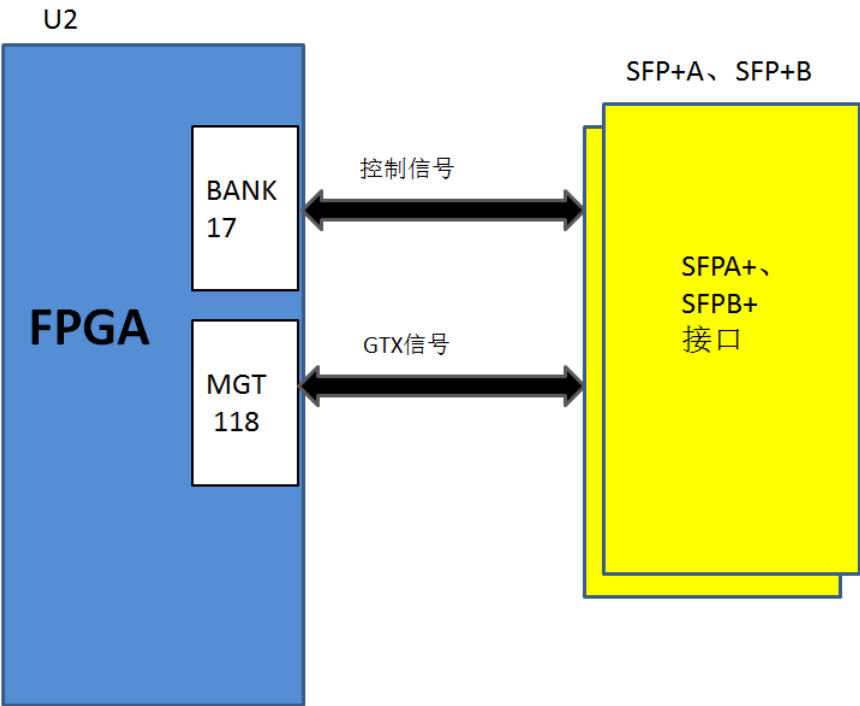 U2
SFP+A、SFP+B
控制信号
BANK
17
SFPA+、
SFPB+
接口
FPGA
GTX信号
MGT
118